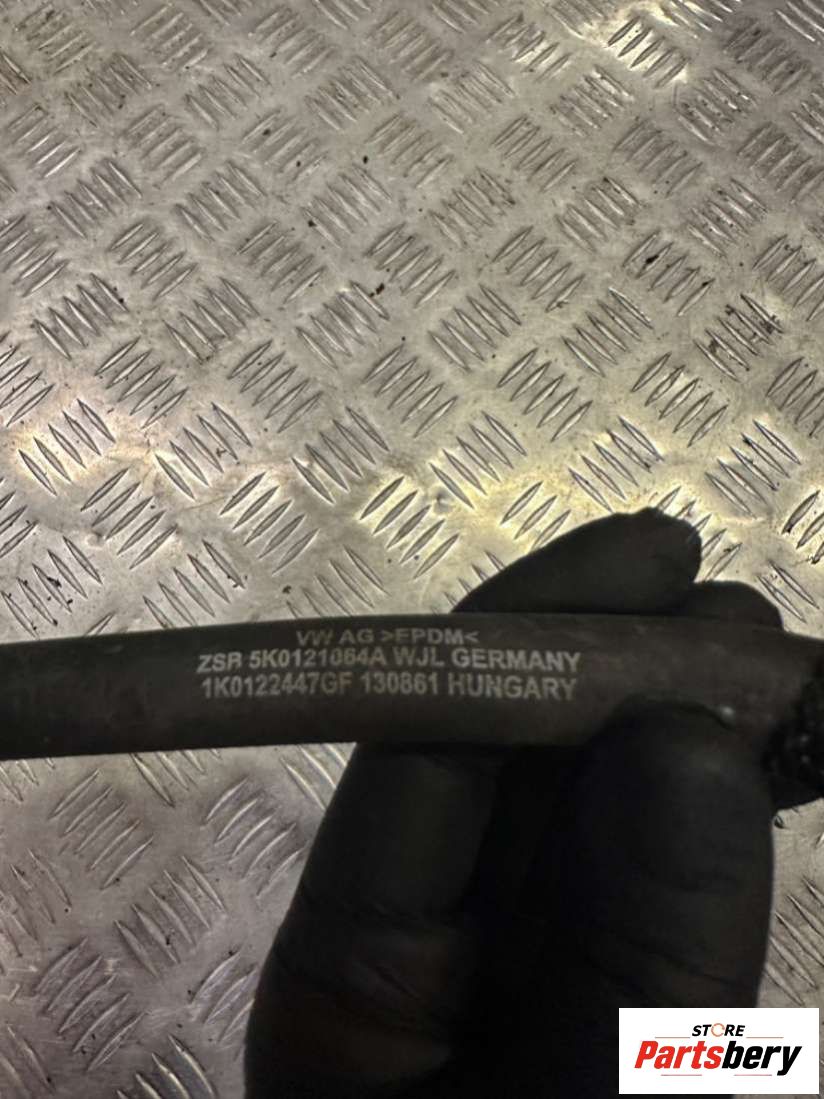 VW AG >EPDM<
ZSR 5K0121064A WJL GERMANY
1K0122447GF 130861 HUNGARY
STORE
Partsbery